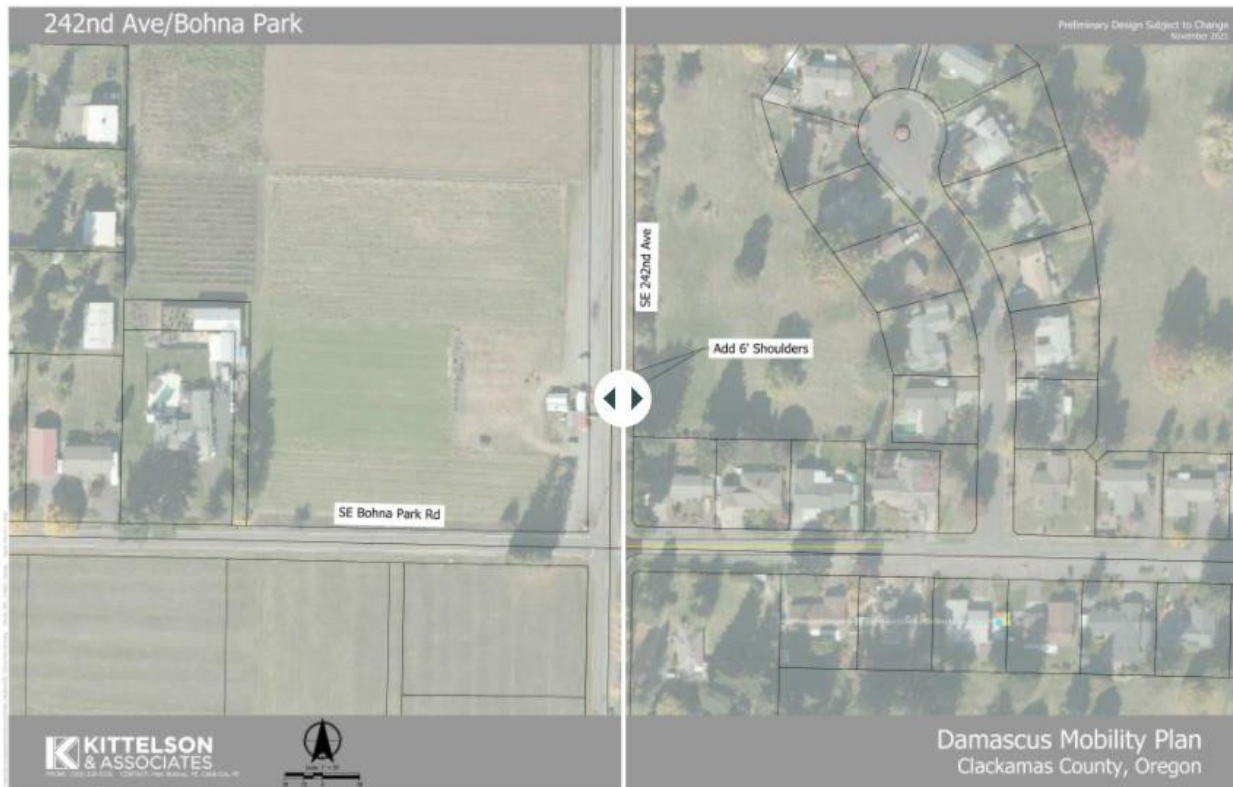 242nd Ave/Bohna Park
Preliminary Design Subject to Change
November 2021
SE 242nd Ave
Add 6' Shoulders
SE Bohna Park Rd
KITTELSON
& ASSOCIATES
Damascus Mobility Plan
Clackamas County, Oregon